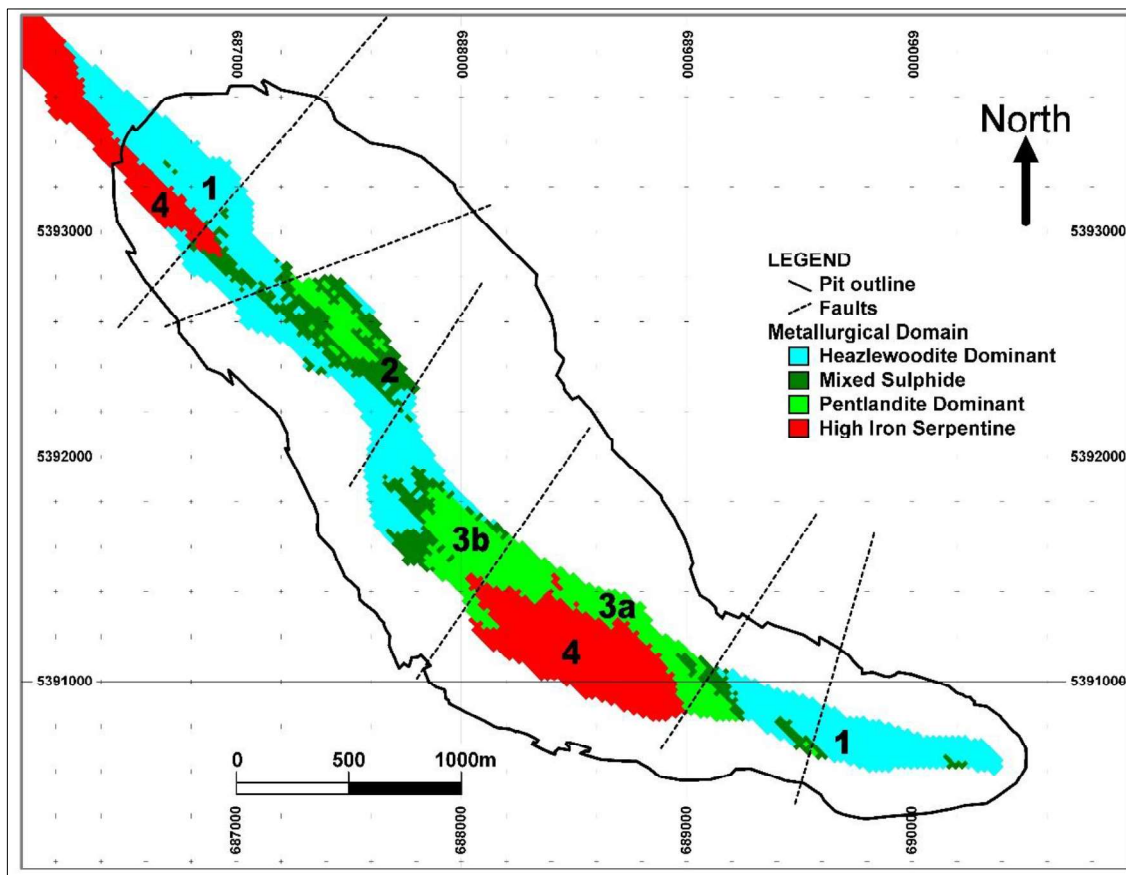 687000
688000
689000
690000
North
1
4
5393000
5393000
LEGEND
Pit outline
Faults
Metallurgical Domain
Heazlewoodite Dominant
Mixed Sulphide
Pentlandite Dominant
High Iron Serpentine
2
5392000
5392000
3b
3a
4
5391000
5391000
1
0 500 1000m
687000
688000
689000
690000